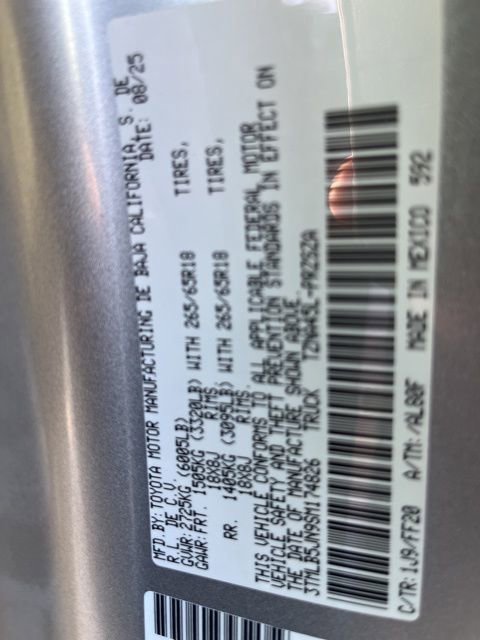 MFD. BY: TOYOTA MOTOR MANUFACTURING DE BAJA CALIFORNIA, S. DE
R. L. DE C.V. DATE: 08/25
GVWR: 2725KG (6005LB)
GAWR: FRT. 1505KG (3320LB) WITH 265/65R18 TIRES,
18X8J RIMS
RR. 1405KG (3095LB) WITH 265/65R18 TIRES,
18X8J RIMS
THIS VEHICLE CONFORMS TO ALL APPLICABLE FEDERAL MOTOR
VEHICLE SAFETY AND THEFT PREVENTION STANDARDS IN EFFECT ON
THE DATE OF MANUFACTURE SHOWN ABOVE.
3TMLB5JN9SM174826 TRUCK
C/TR: 1J9/FF20 A/TM: /AL80F MADE IN MEXICO 592